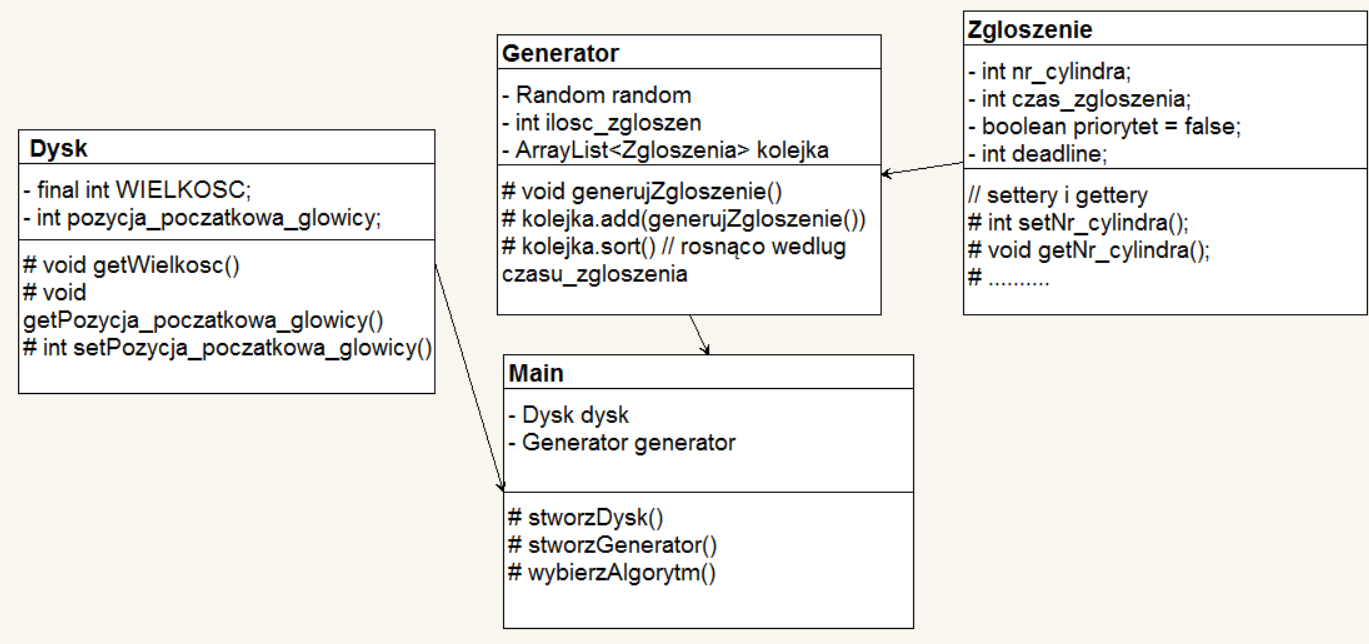 Dysk
- final int WIELKOSC;
- int pozycja_poczatkowa_glowicy;
# void getWielkosc()
# void
getPozycja_poczatkowa_glowicy()
# int setPozycja_poczatkowa_glowicy()
Generator
- Random random
- int ilosc_zgloszen
- ArrayList<Zgloszenia> kolejka
# void generujZgloszenie()
# kolejka.add(generujZgloszenie())
# kolejka.sort() // rosnąco wedlug
czasu_zgloszenia
Zgloszenie
- int nr_cylindra;
- int czas_zgloszenia;
- boolean priorytet = false;
- int deadline;
// settery i gettery
# int setNr_cylindra();
# void getNr_cylindra();
# ..........
Main
- Dysk dysk
- Generator generator
# stworzDysk()
# stworzGenerator()
# wybierzAlgorytm()